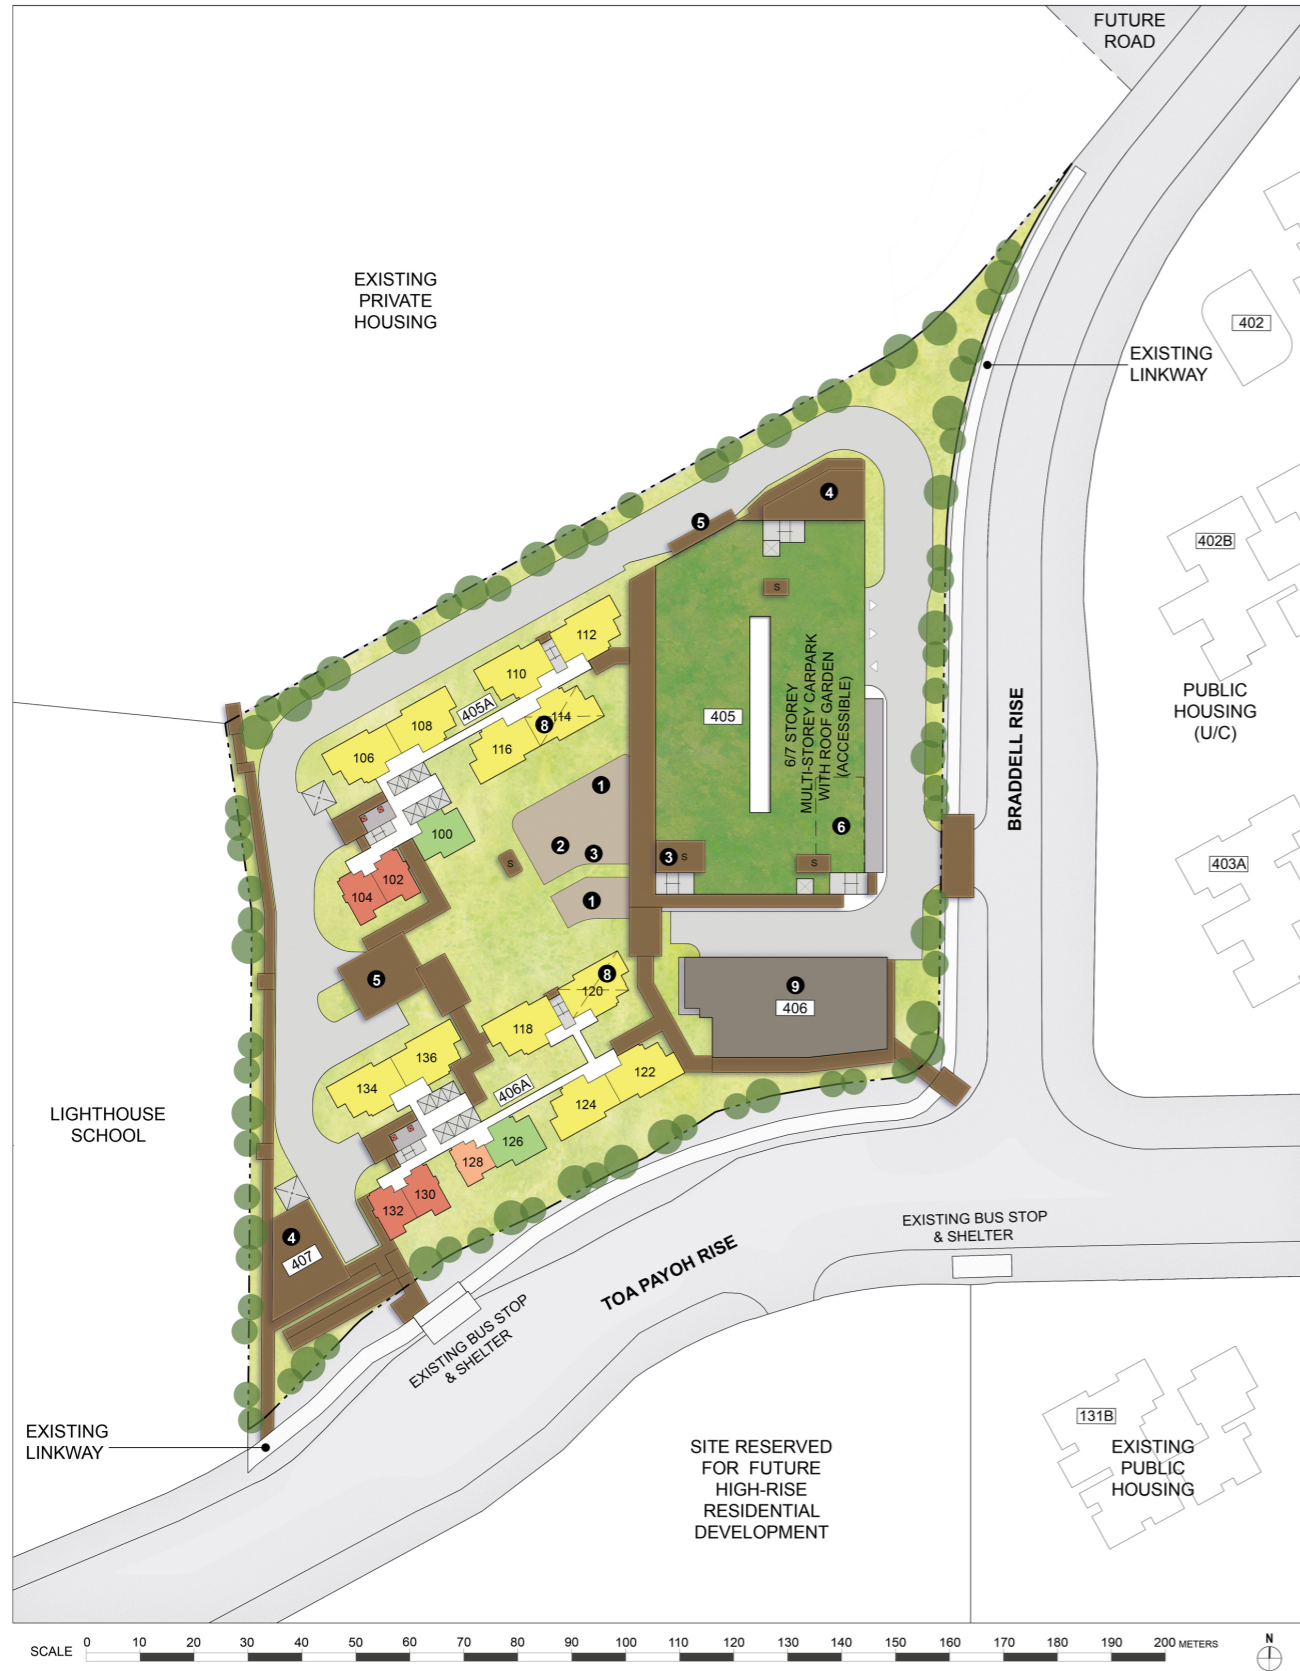 FUTURE
ROAD
EXISTING
PRIVATE
HOUSING
402
EXISTING
LINKWAY
4
5
402B
S
112
110
405A
108
106
114
8
116
405
6/7 STOREY
MULTI-STOREY CARPARK
WITH ROOF GARDEN
(ACCESSIBLE)
BRADDELL RISE
PUBLIC
HOUSING
(U/C)
1
100
2
3
S
3
S
S
6
403A
102
104
1
5
8
120
9
406
118
136
134
122
406A
124
126
128
130
132
LIGHTHOUSE
SCHOOL
4
407
EXISTING BUS STOP
& SHELTER
TOA PAYOH RISE
EXISTING BUS STOP
& SHELTER
EXISTING
LINKWAY
131B
EXISTING
PUBLIC
HOUSING
SITE RESERVED
FOR FUTURE
HIGH-RISE
RESIDENTIAL
DEVELOPMENT
SCALE 0 10 20 30 40 50 60 70 80 90 100 110 120 130 140 150 160 170 180 190 200 METERS
N